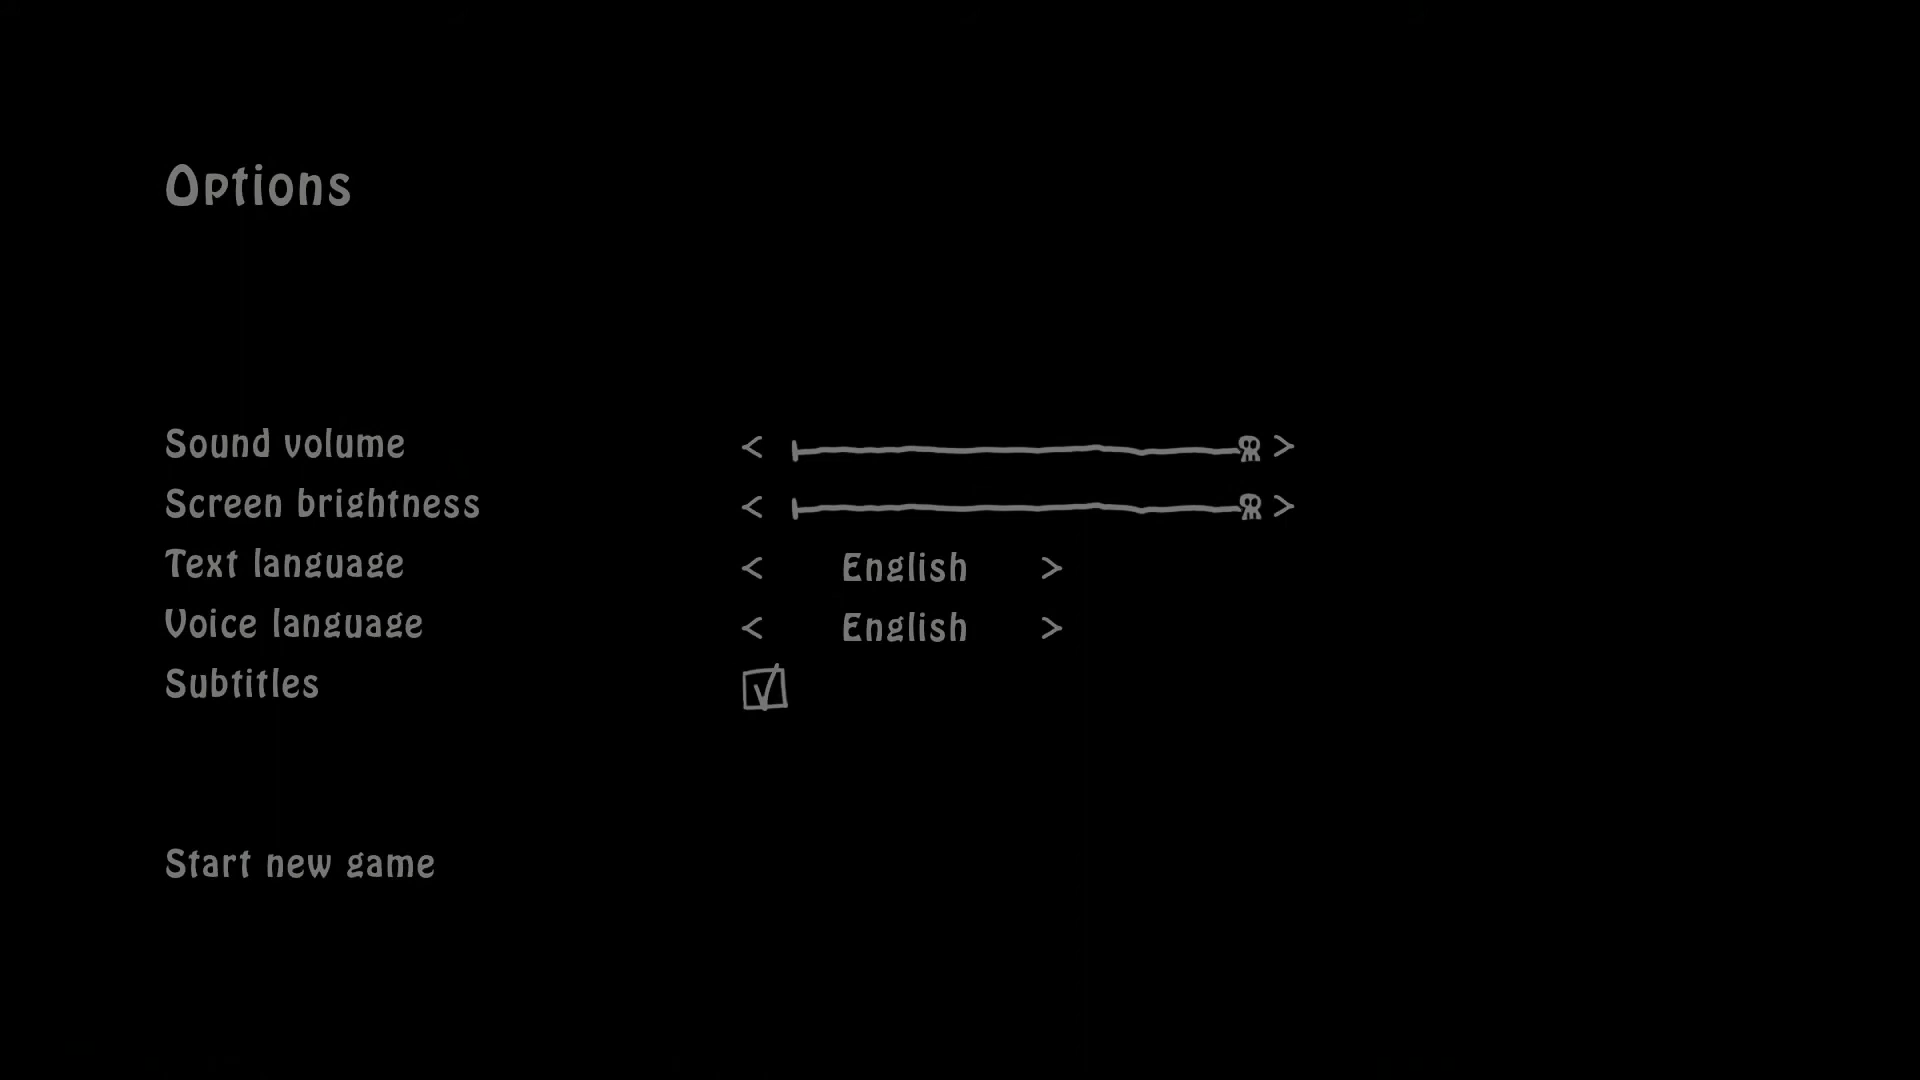 Options
Sound volume < >
Screen brightness < >
Text language < English >
Voice language < English >
Subtitles
Start new game